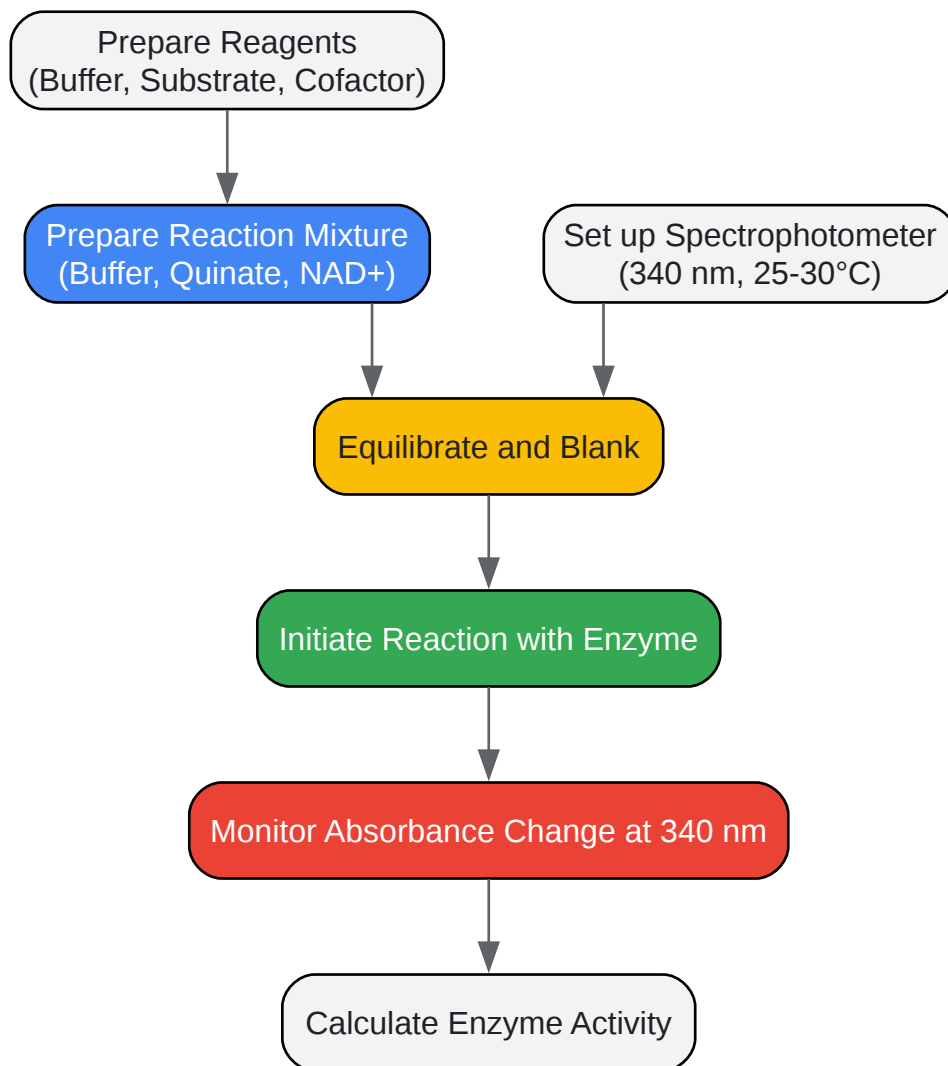 Prepare Reagents
(Buffer, Substrate, Cofactor)
Prepare Reaction Mixture
(Buffer, Quinate, NAD+)
Set up Spectrophotometer
(340 nm, 25-30°C)
Equilibrate and Blank
Initiate Reaction with Enzyme
Monitor Absorbance Change at 340 nm
Calculate Enzyme Activity